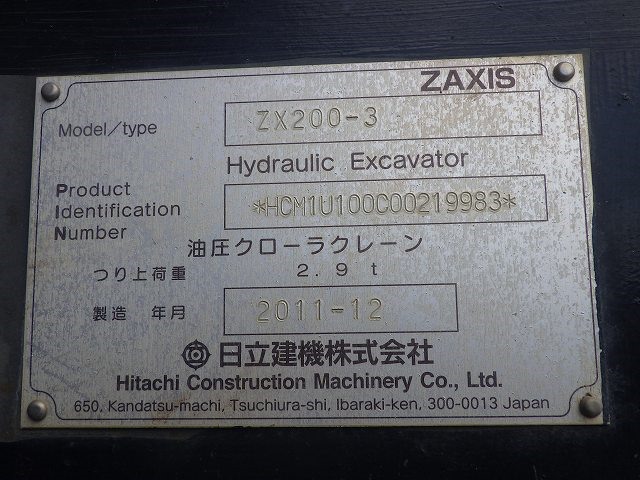 ZAXIS
Model/type ZX200-3
Hydraulic Excavator
Product
Identification *HCM1U100C00219983*
Number
油圧クローラクレーン
つり上荷重 2.9 t
製造 年月 2011-12
日立建機株式会社
Hitachi Construction Machinery Co., Ltd.
650, Kandatsu-machi, Tsuchiura-shi, Ibaraki-ken, 300-0013 Japan